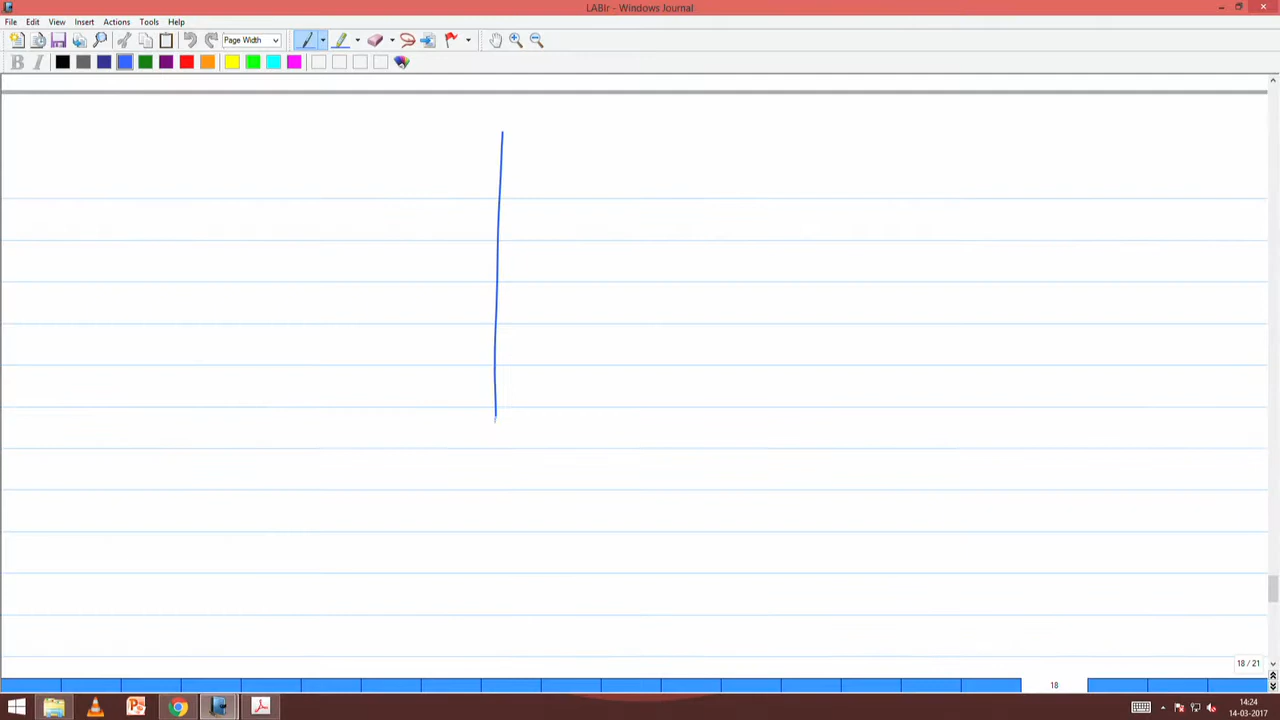 LABlr - Windows Journal
File Edit View Insert Actions Tools Help
Page Width
B I
18 / 21
18
14:24
14-03-2017